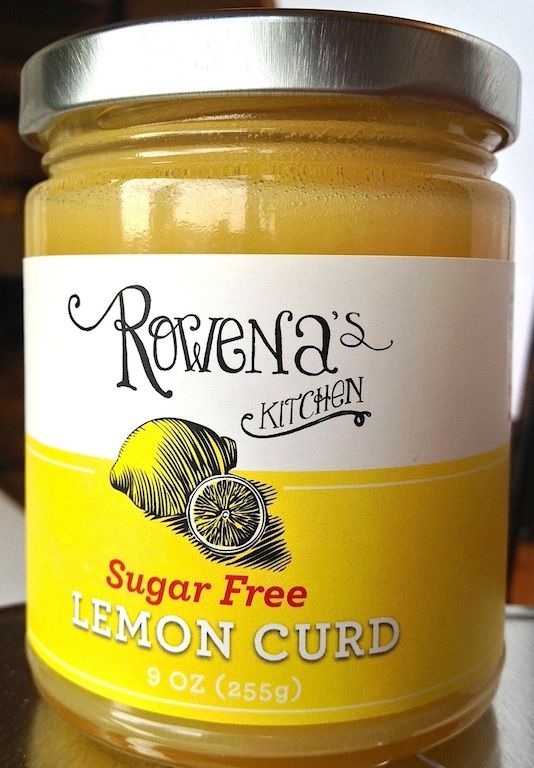 Rowena's
Kitchen
Sugar Free
LEMON CURD
9 OZ (255g)